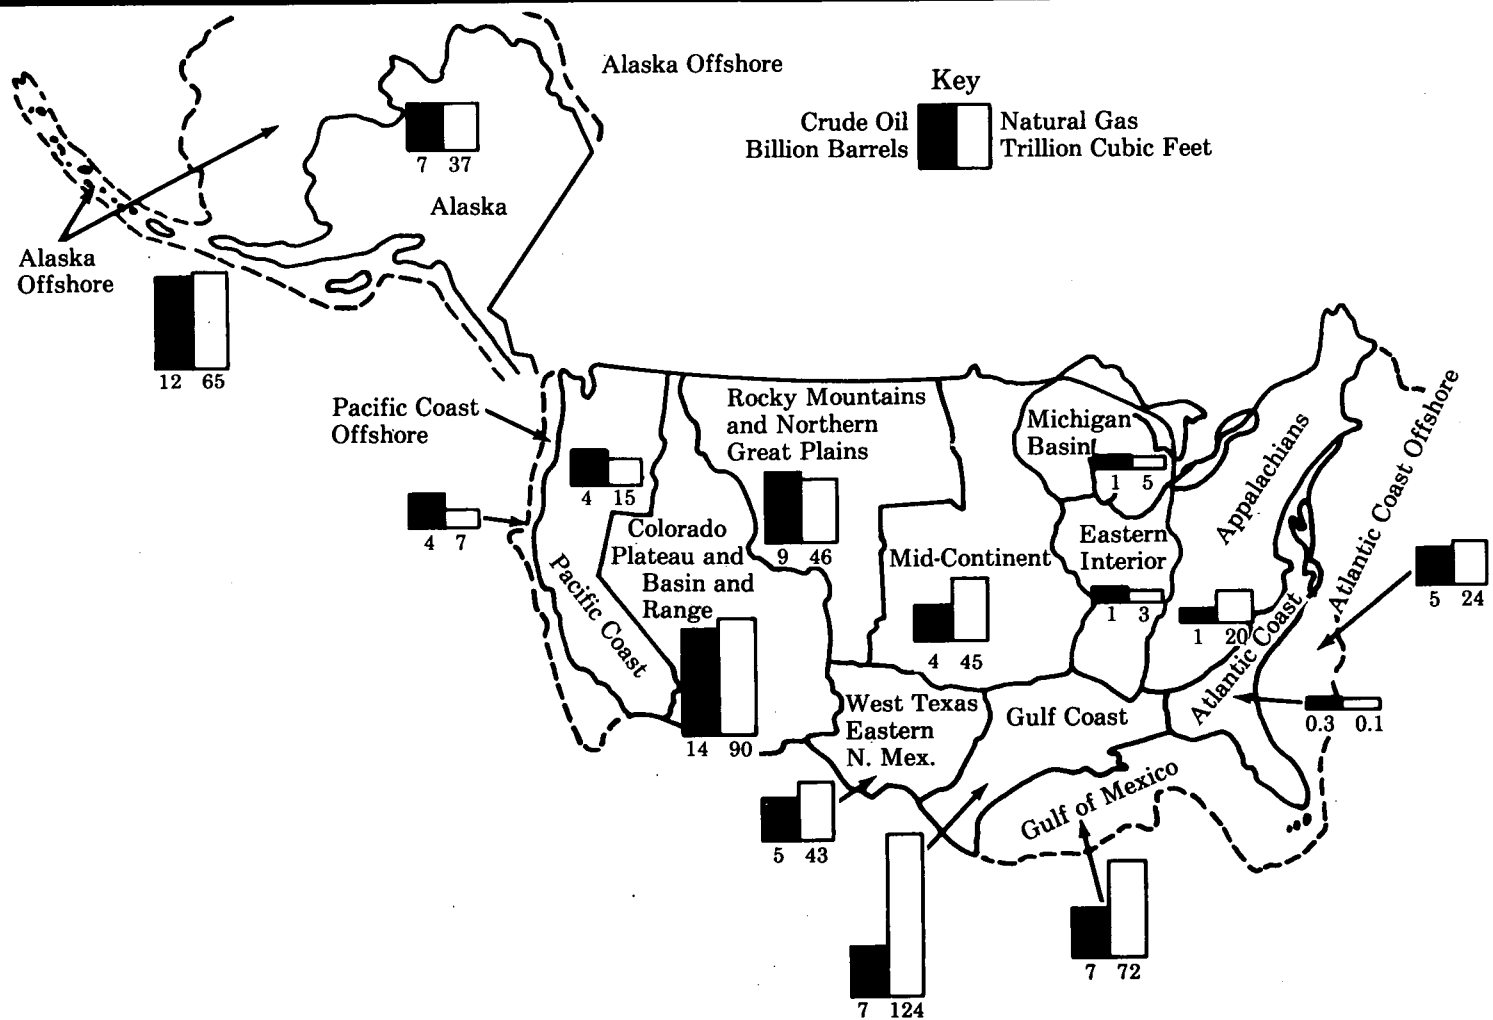 Alaska Offshore
Key
Crude Oil
Billion Barrels
Natural Gas
Trillion Cubic Feet
7 37
Alaska
Alaska
Offshore
12 65
Pacific Coast
Offshore
4 7
4 15
Pacific Coast
Colorado
Plateau and
Basin and
Range
14 90
Rocky Mountains
and Northern
Great Plains
9 46
Mid-Continent
4 45
Michigan
Basin
1 5
Eastern
Interior
1 3
Appalachians
1 20
Atlantic Coast Offshore
5 24
Atlantic Coast
0.3 0.1
West Texas
Eastern
N. Mex.
5 43
Gulf Coast
7 124
Gulf of Mexico
7 72